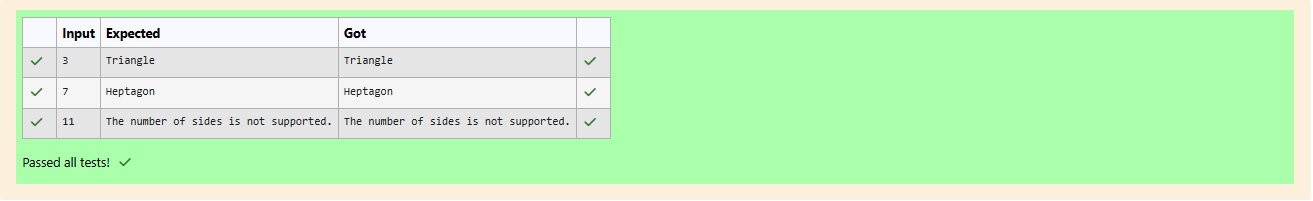 Input Expected Got
3 Triangle Triangle
7 Heptagon Heptagon
11 The number of sides is not supported. The number of sides is not supported.
Passed all tests!